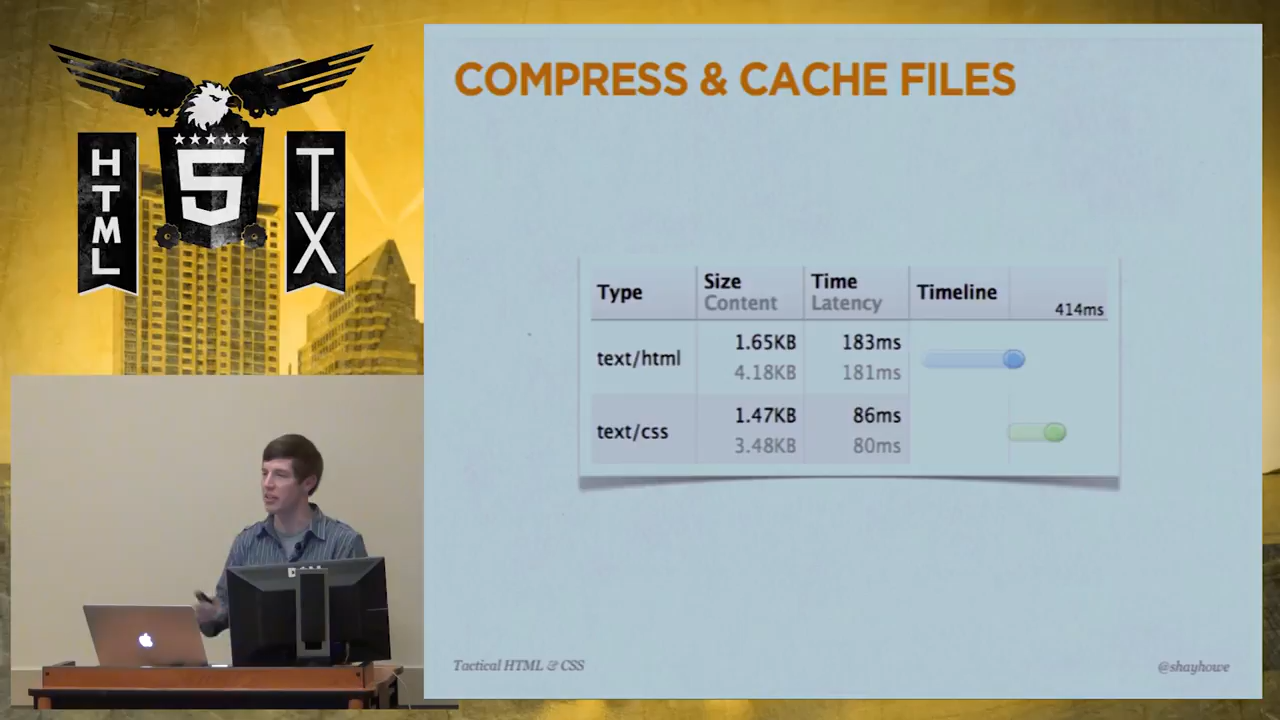 HTML
5
TX
COMPRESS & CACHE FILES
Type Size Content Time Latency Timeline 414ms
text/html 1.65KB 183ms
4.18KB 181ms
text/css 1.47KB 86ms
3.48KB 80ms
Tactical HTML & CSS
@shayhowe